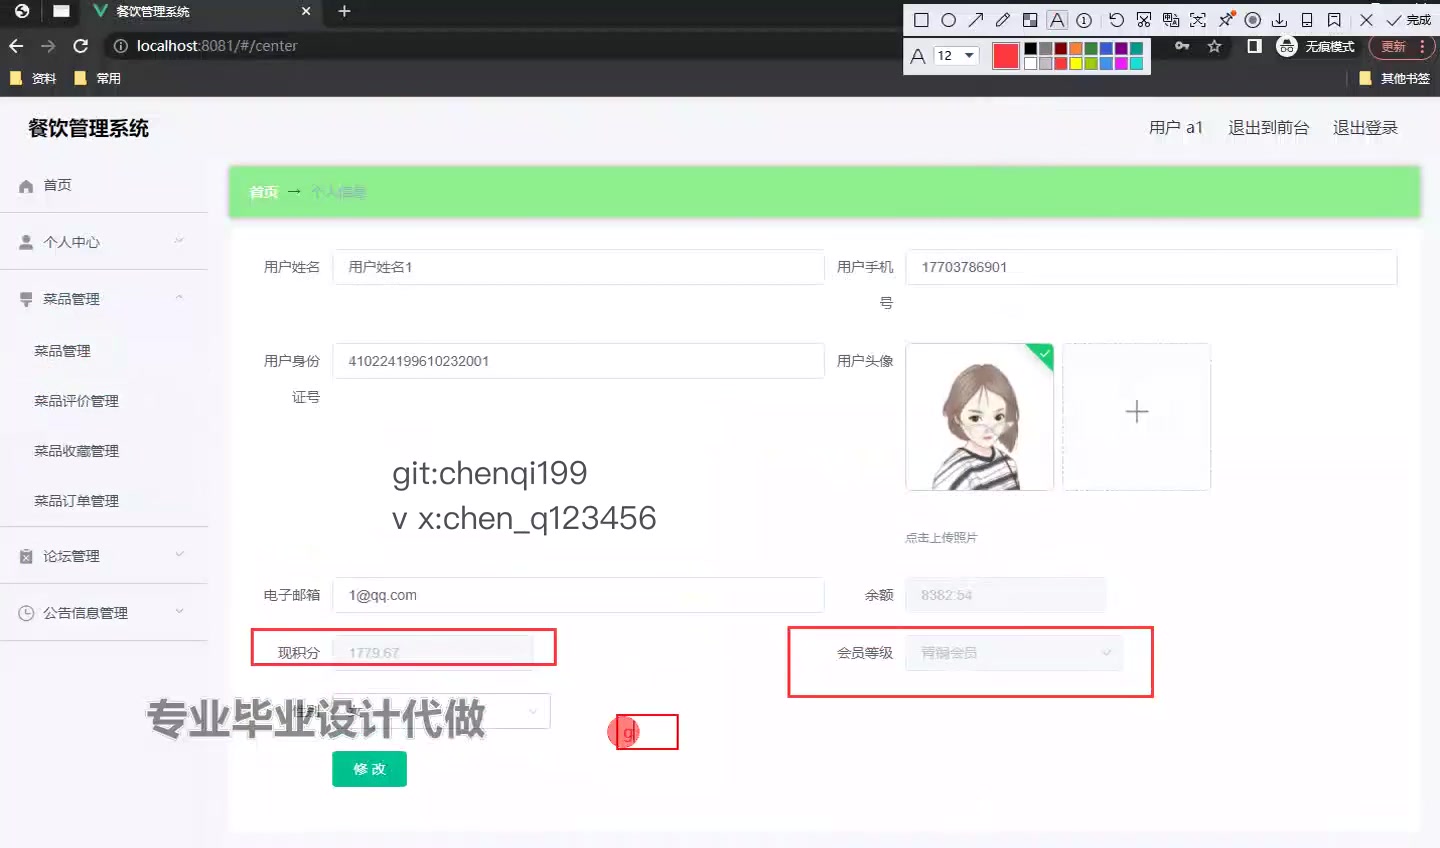 餐饮管理系统
完成
localhost:8081/#/center
12
无痕模式
更新
资料
常用
其他书签
餐饮管理系统
用户 a1
退出到前台
退出登录
首页
首页 → 个人信息
个人中心
菜品管理
菜品管理
菜品评价管理
菜品收藏管理
菜品订单管理
论坛管理
公告信息管理
用户姓名 用户姓名1
用户手机号 17703786901
用户身份证号 410224199610232001
用户头像
git:chenqi199
v x:chen_q123456
点击上传照片
电子邮箱 1@qq.com
余额 8382.54
现积分 1779.67
会员等级 青铜会员
性别
专业毕业设计代做
g
修改